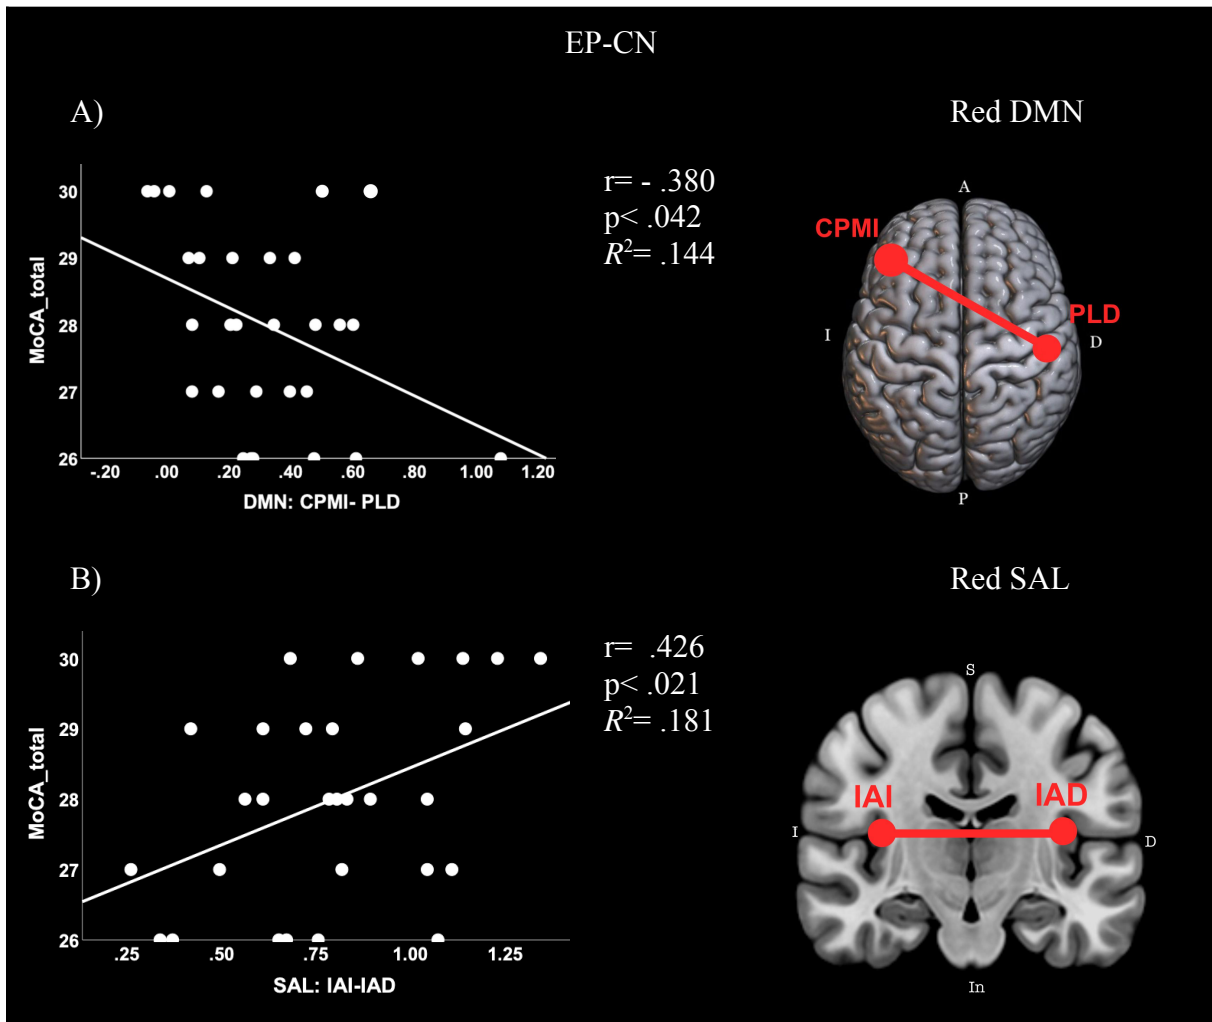 EP-CN
A)
Red DMN
30
29
28
27
26
MoCA_total
-.20 .00 .20 .40 .60 .80 1.00 1.20
DMN: CPMI- PLD
r= - .380
p< .042
R²= .144
A
CPMI
PLD
I
D
P
B)
Red SAL
30
29
28
27
26
MoCA_total
.25 .50 .75 1.00 1.25
SAL: IAI-IAD
r= .426
p< .021
R²= .181
S
IAI
IAD
I
D
In